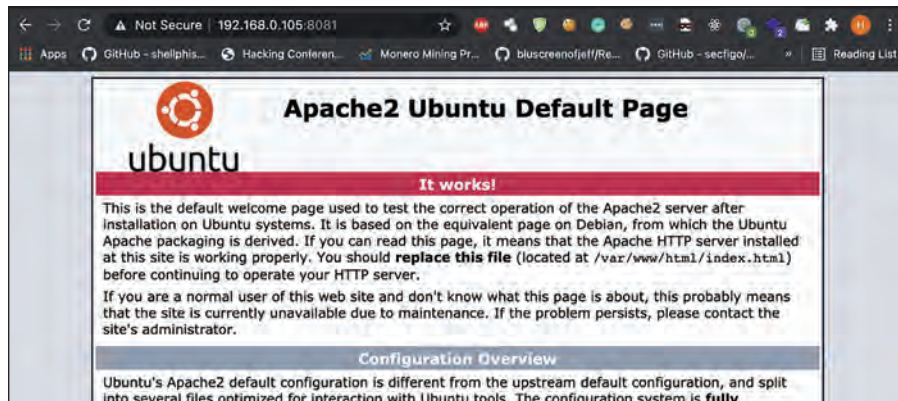 Not Secure 192.168.0.105:8081
Apps GitHub - shellphis... Hacking Conferen... Monero Mining Pr... bluscreenofjeff/Re... GitHub - secfigo/... » Reading List
Apache2 Ubuntu Default Page
ubuntu
It works!
This is the default welcome page used to test the correct operation of the Apache2 server after
installation on Ubuntu systems. It is based on the equivalent page on Debian, from which the Ubuntu
Apache packaging is derived. If you can read this page, it means that the Apache HTTP server installed
at this site is working properly. You should replace this file (located at /var/www/html/index.html)
before continuing to operate your HTTP server.
If you are a normal user of this web site and don't know what this page is about, this probably means
that the site is currently unavailable due to maintenance. If the problem persists, please contact the
site's administrator.
Configuration Overview
Ubuntu's Apache2 default configuration is different from the upstream default configuration, and split
into several files optimized for interaction with Ubuntu tools. The configuration system is fully